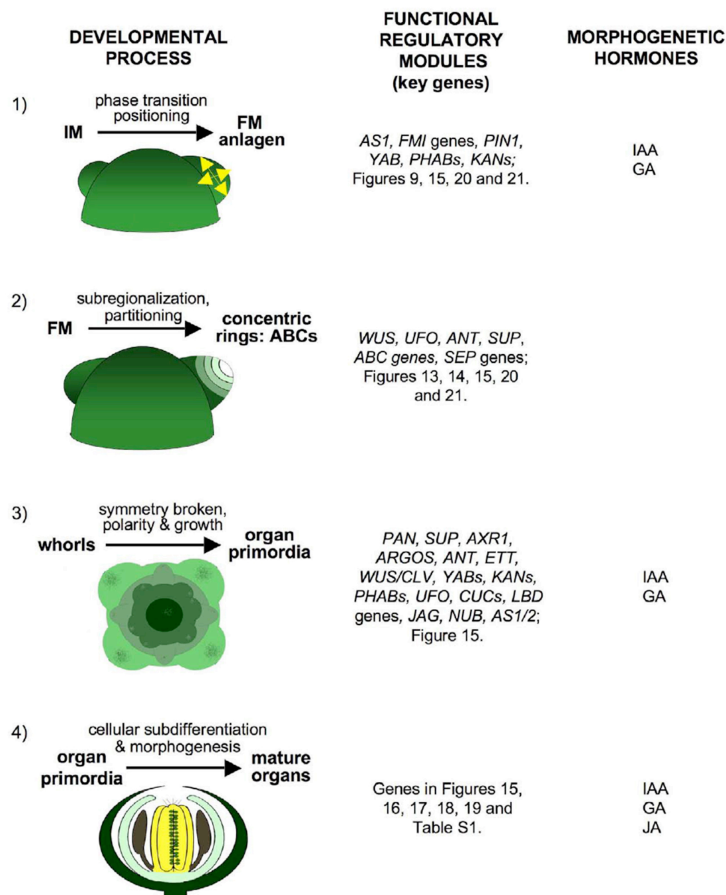 DEVELOPMENTAL
PROCESS
FUNCTIONAL
REGULATORY
MODULES
(key genes)
MORPHOGENETIC
HORMONES
1)
phase transition
positioning
IM
FM
anlagen
AS1, FMI genes, PIN1,
YAB, PHABs, KANs;
Figures 9, 15, 20 and 21.
IAA
GA
2)
subregionalization,
partitioning
FM
concentric
rings: ABCs
WUS, UFO, ANT, SUP,
ABC genes, SEP genes;
Figures 13, 14, 15, 20
and 21.
3)
symmetry broken,
polarity & growth
whorls
organ
primordia
PAN, SUP, AXR1,
ARGOS, ANT, ETT,
WUS/CLV, YABs, KANs,
PHABs, UFO, CUCs, LBD
genes, JAG, NUB, AS1/2;
Figure 15.
IAA
GA
4)
cellular subdifferentiation
& morphogenesis
organ
primordia
mature
organs
Genes in Figures 15,
16, 17, 18, 19 and
Table S1.
IAA
GA
JA